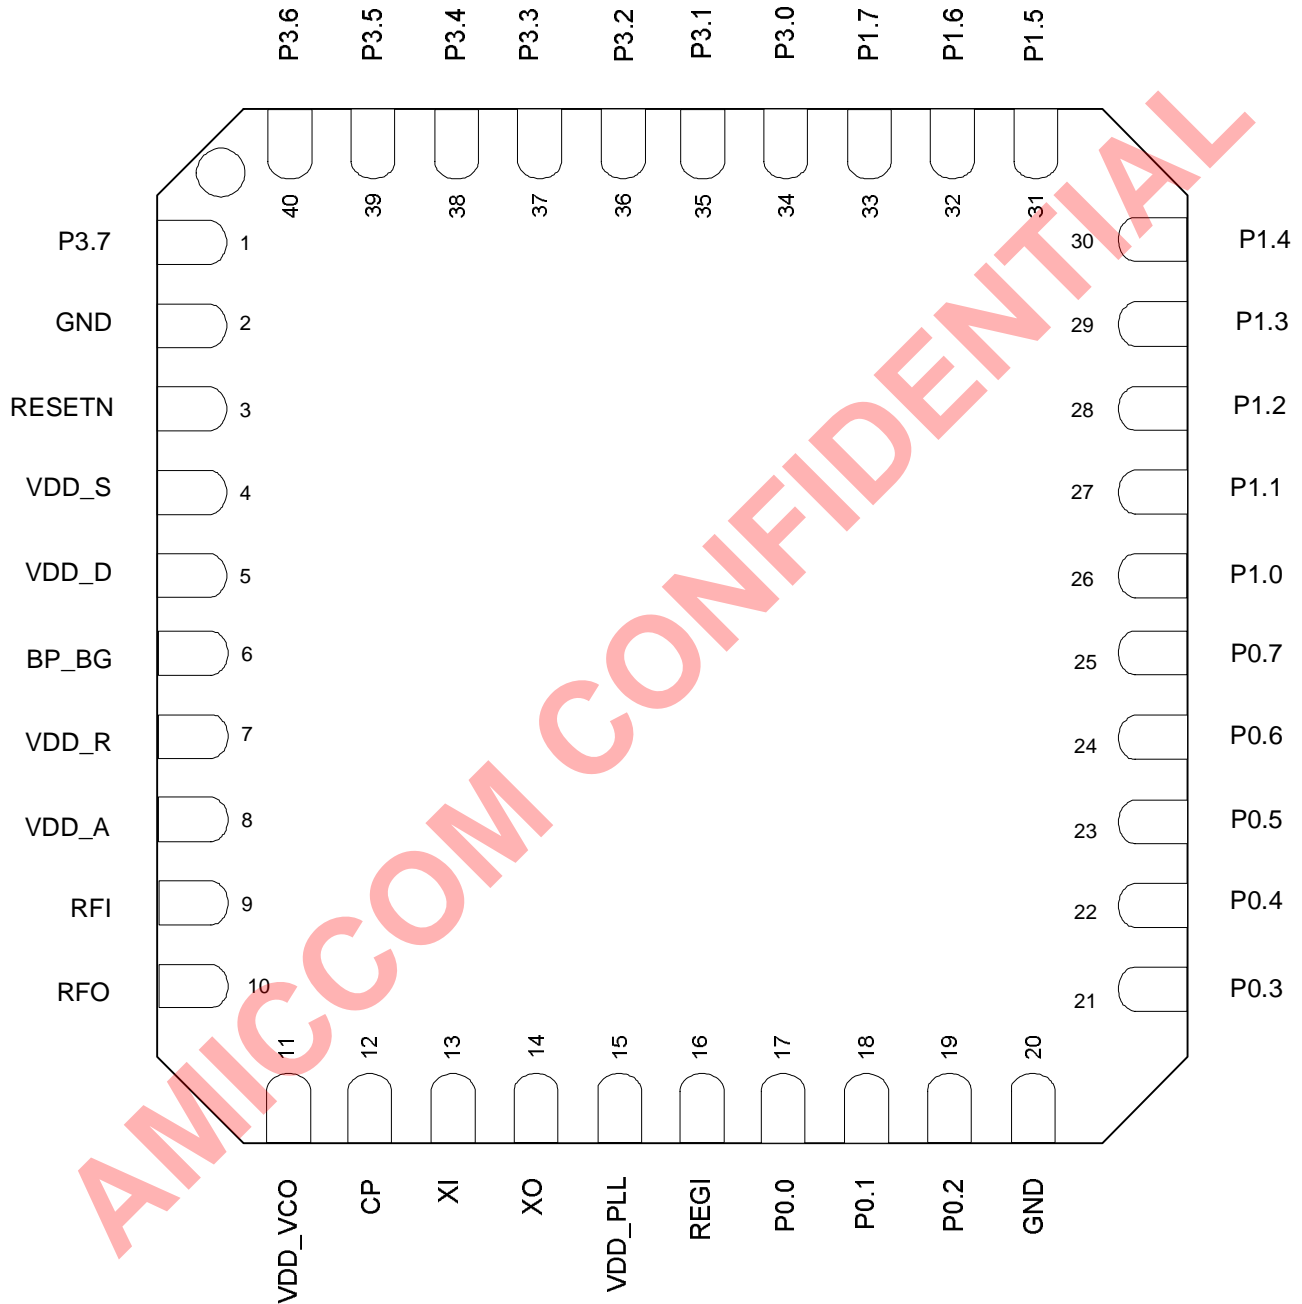 P3.6 P3.5 P3.4 P3.3 P3.2 P3.1 P3.0 P1.7 P1.6 P1.5
40 39 38 37 36 35 34 33 32 31
P3.7 1 30 P1.4
GND 2 29 P1.3
RESETN 3 28 P1.2
VDD_S 4 27 P1.1
VDD_D 5 26 P1.0
BP_BG 6 25 P0.7
VDD_R 7 24 P0.6
VDD_A 8 23 P0.5
RFI 9 22 P0.4
RFO 10 21 P0.3
11 12 13 14 15 16 17 18 19 20
VDD_VCO CP XI XO VDD_PLL REGI P0.0 P0.1 P0.2 GND
AMICCOM CONFIDENTIAL